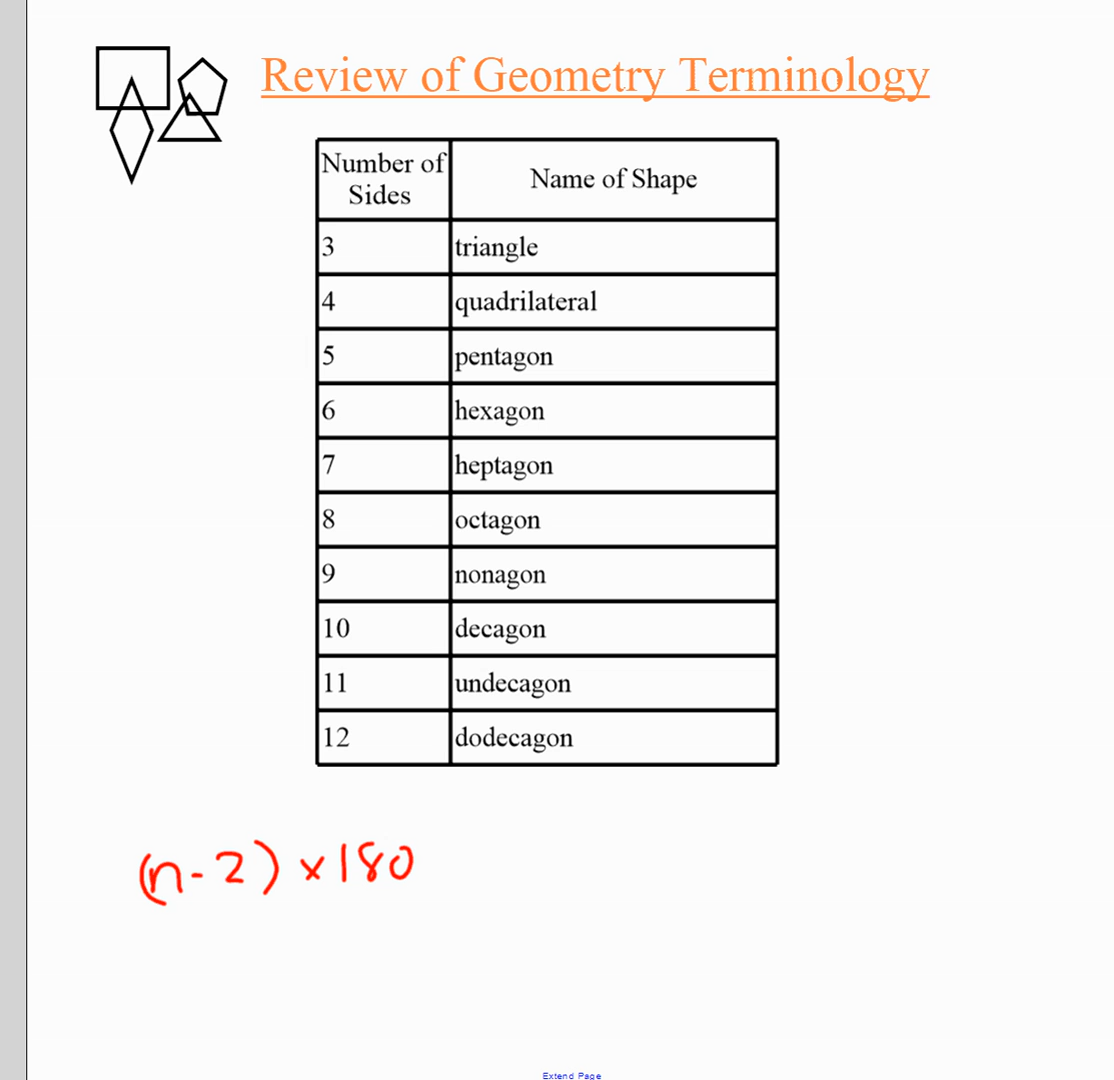 Review of Geometry Terminology
Number of Sides Name of Shape
3 triangle
4 quadrilateral
5 pentagon
6 hexagon
7 heptagon
8 octagon
9 nonagon
10 decagon
11 undecagon
12 dodecagon
(n-2) x 180
Extend Page